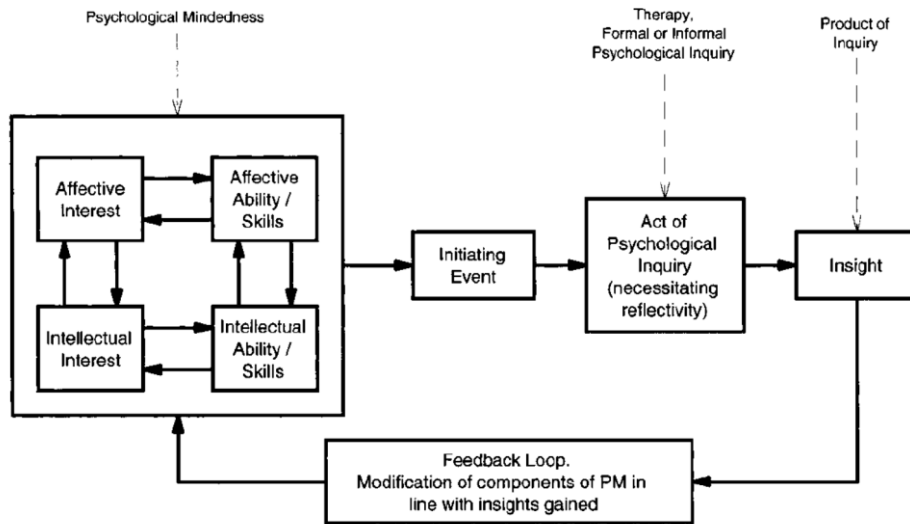 Psychological Mindedness
Therapy,
Formal or Informal
Psychological Inquiry
Product of
Inquiry
Affective
Interest
Affective
Ability /
Skills
Intellectual
Interest
Intellectual
Ability /
Skills
Initiating
Event
Act of
Psychological
Inquiry
(necessitating
reflectivity)
Insight
Feedback Loop.
Modification of components of PM in
line with insights gained